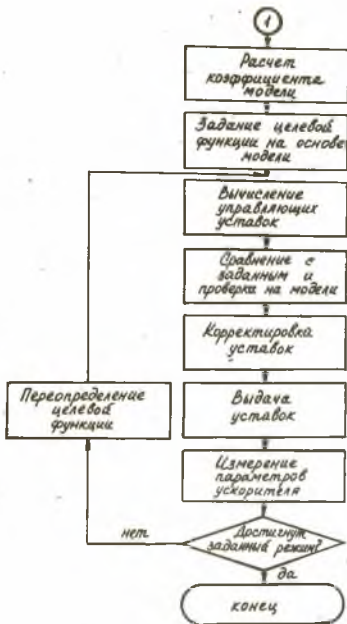 1
Расчет
коэффициента
модели
Задание целевой
функции на основе
модели
Вычисление
управляющих
уставок
Сравнение с
заданным и
проверка на модели
Корректировка
уставок
Переопределение
целевой
функции
Выдача
уставок
Измерение
параметров
ускорителя
нет
Достигнут
заданный режим?
да
конец